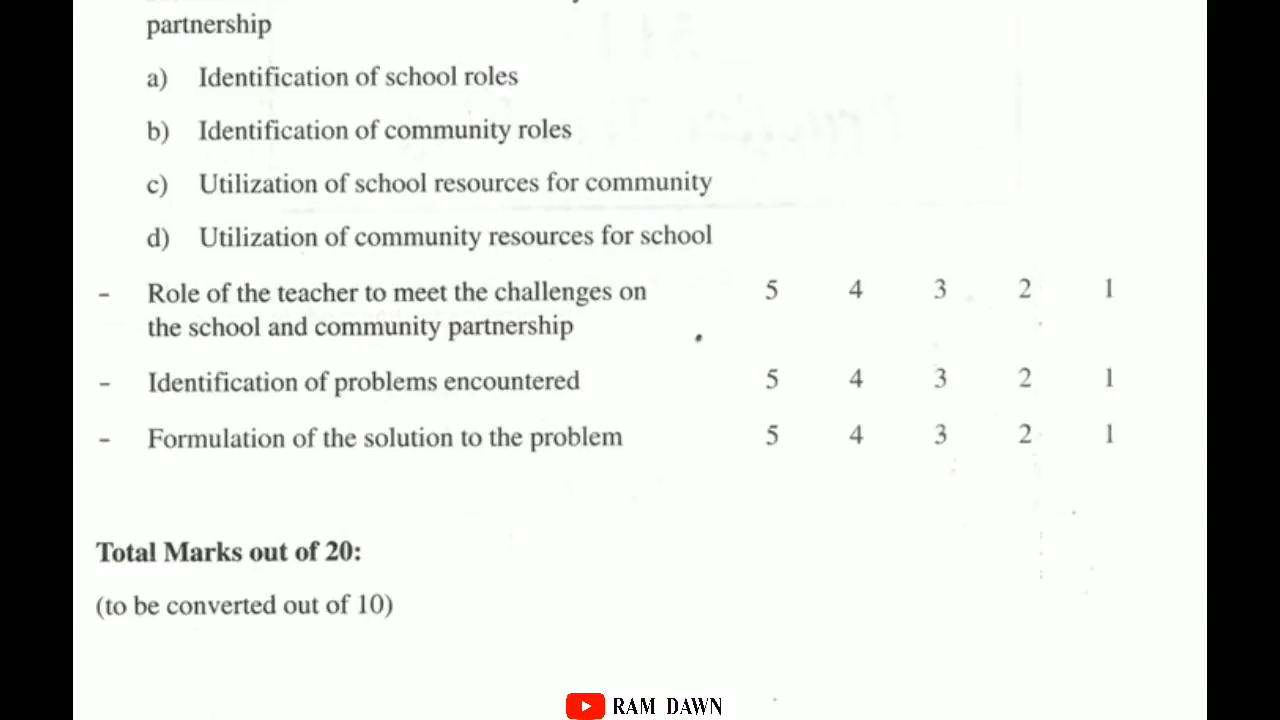 partnership
a) Identification of school roles
b) Identification of community roles
c) Utilization of school resources for community
d) Utilization of community resources for school
- Role of the teacher to meet the challenges on 5 4 3 2 1
the school and community partnership
- Identification of problems encountered 5 4 3 2 1
- Formulation of the solution to the problem 5 4 3 2 1
Total Marks out of 20:
(to be converted out of 10)
RAM DAWN